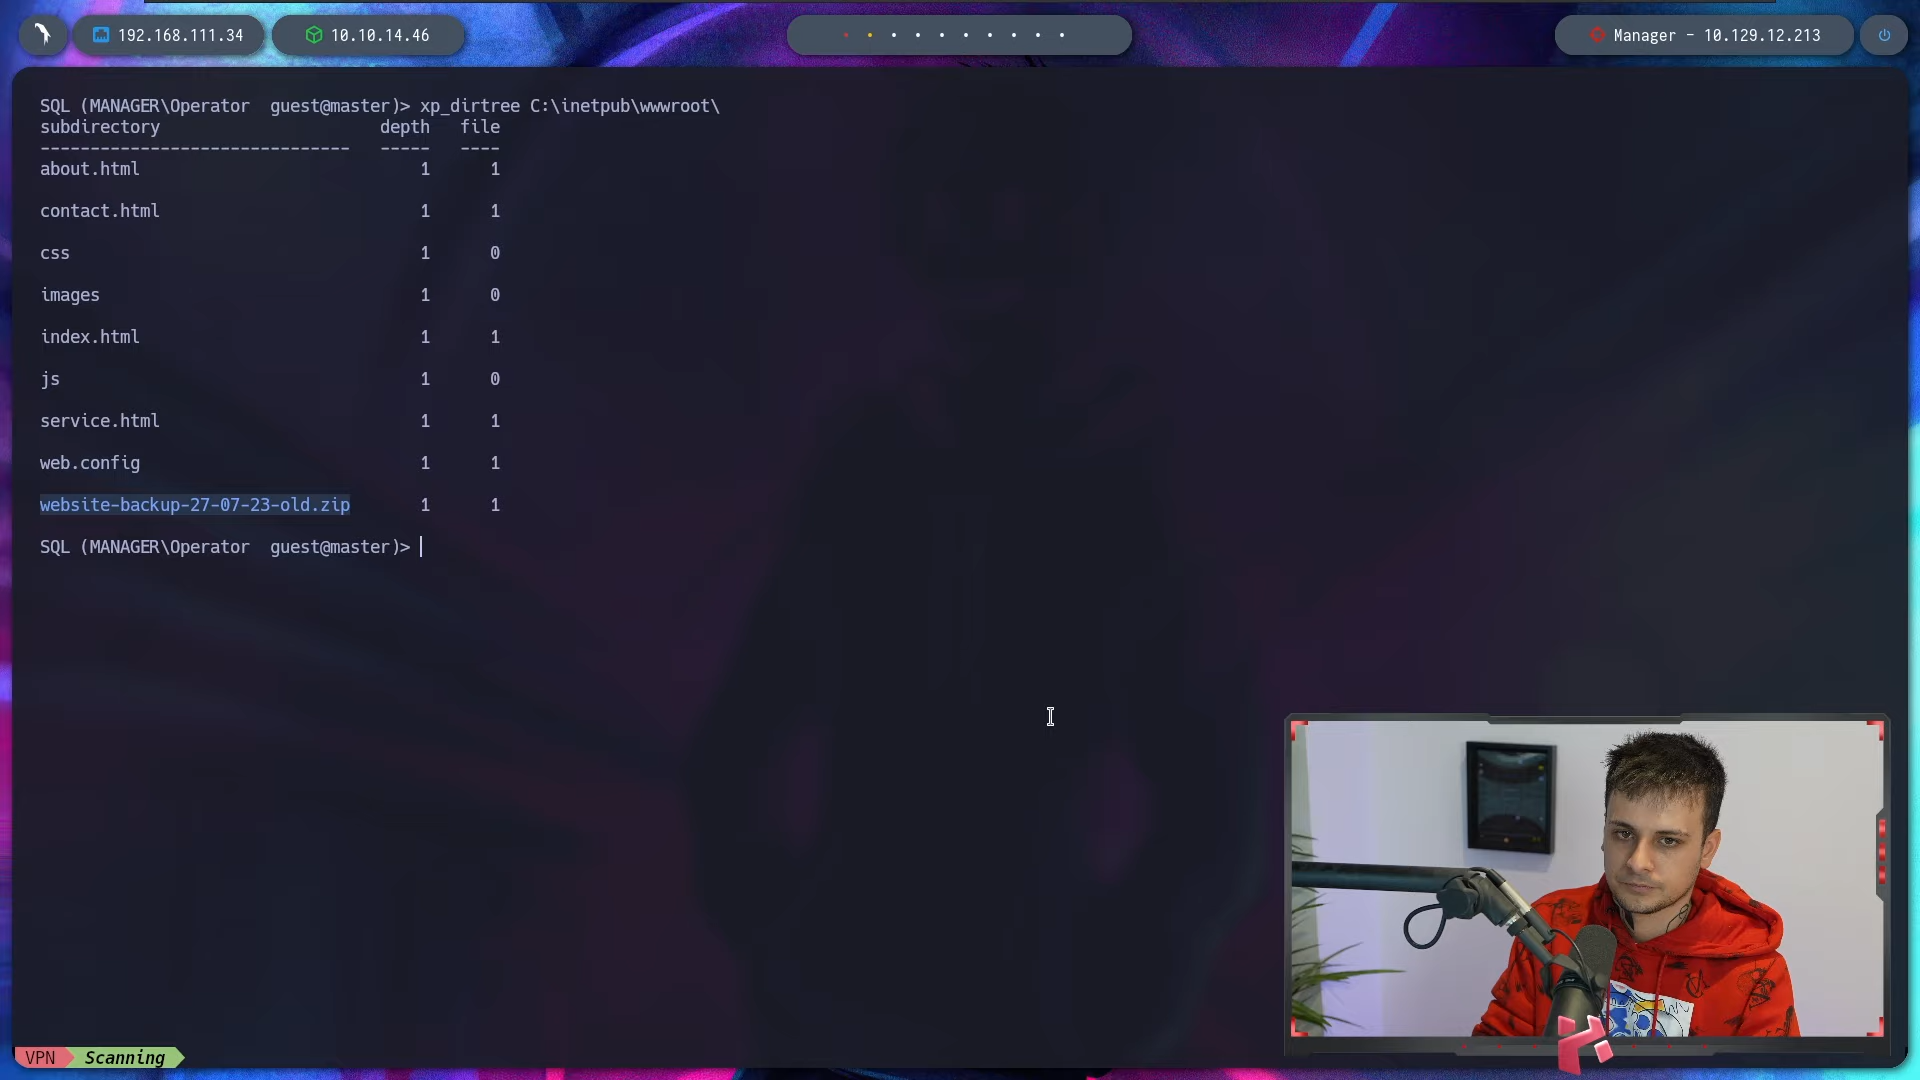 192.168.111.34
10.10.14.46
Manager - 10.129.12.213
SQL (MANAGER\Operator  guest@master)> xp_dirtree C:\inetpub\wwwroot\
subdirectory depth file
------------------------------- ----- ----
about.html 1 1
contact.html 1 1
css 1 0
images 1 0
index.html 1 1
js 1 0
service.html 1 1
web.config 1 1
website-backup-27-07-23-old.zip 1 1
SQL (MANAGER\Operator  guest@master)>
VPN Scanning